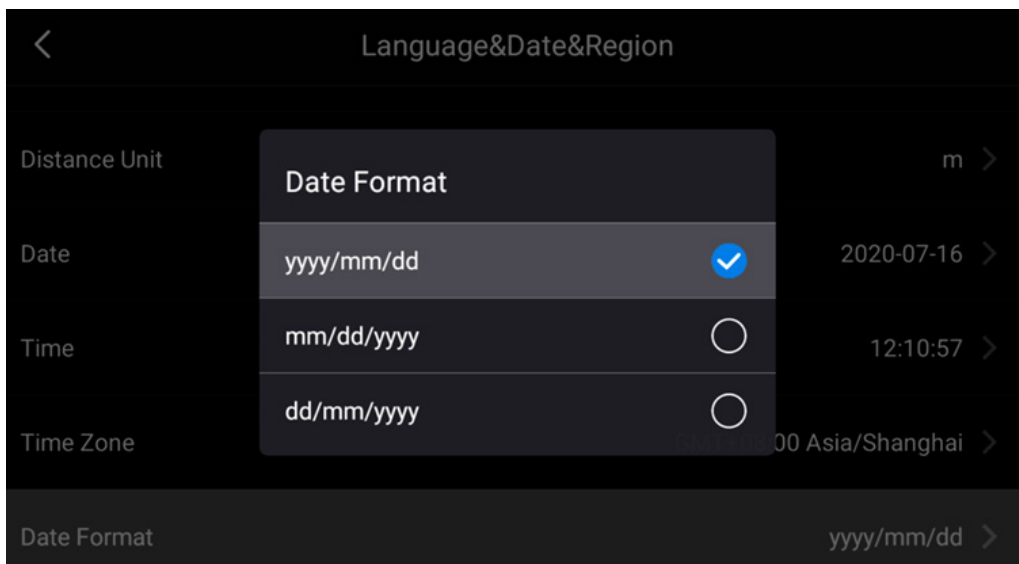 Language&Date&Region
Distance Unit
m
Date Format
Date
yyyy/mm/dd
2020-07-16
mm/dd/yyyy
Time
12:10:57
dd/mm/yyyy
Time Zone
00 Asia/Shanghai
Date Format
yyyy/mm/dd